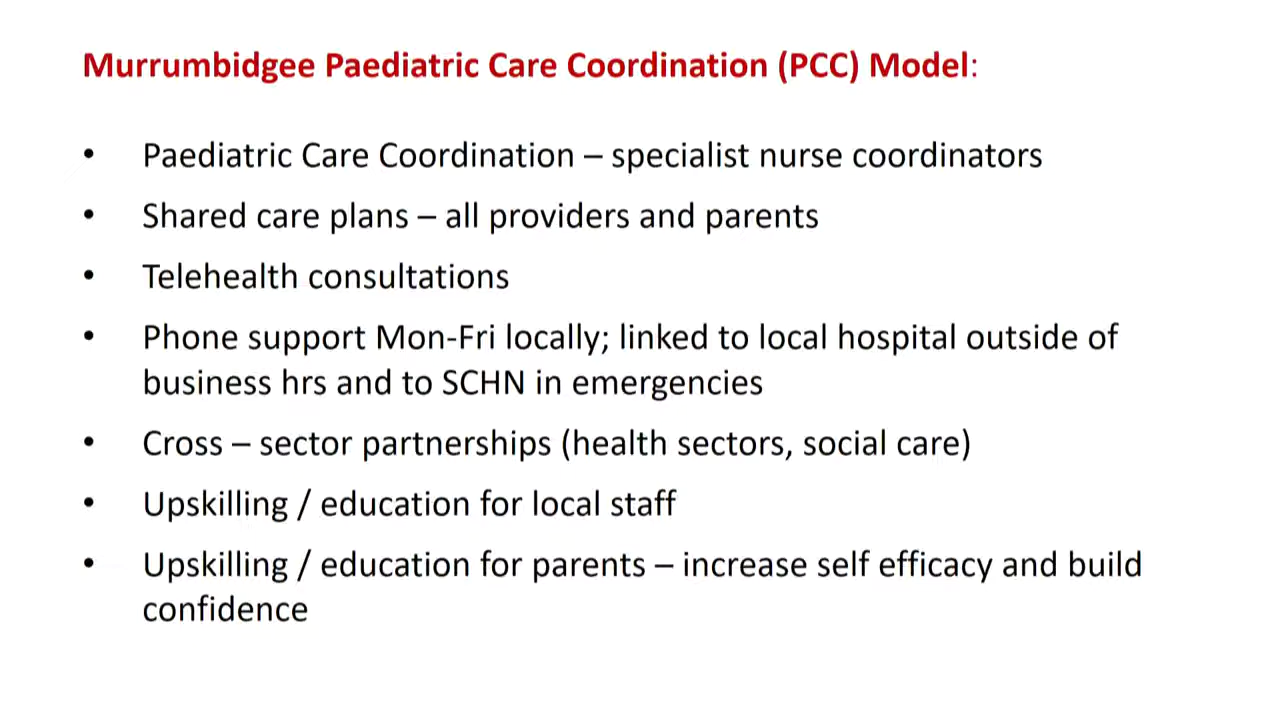 Murrumbidgee Paediatric Care Coordination (PCC) Model:
• Paediatric Care Coordination – specialist nurse coordinators
• Shared care plans – all providers and parents
• Telehealth consultations
• Phone support Mon-Fri locally; linked to local hospital outside of
business hrs and to SCHN in emergencies
• Cross – sector partnerships (health sectors, social care)
• Upskilling / education for local staff
• Upskilling / education for parents – increase self efficacy and build
confidence